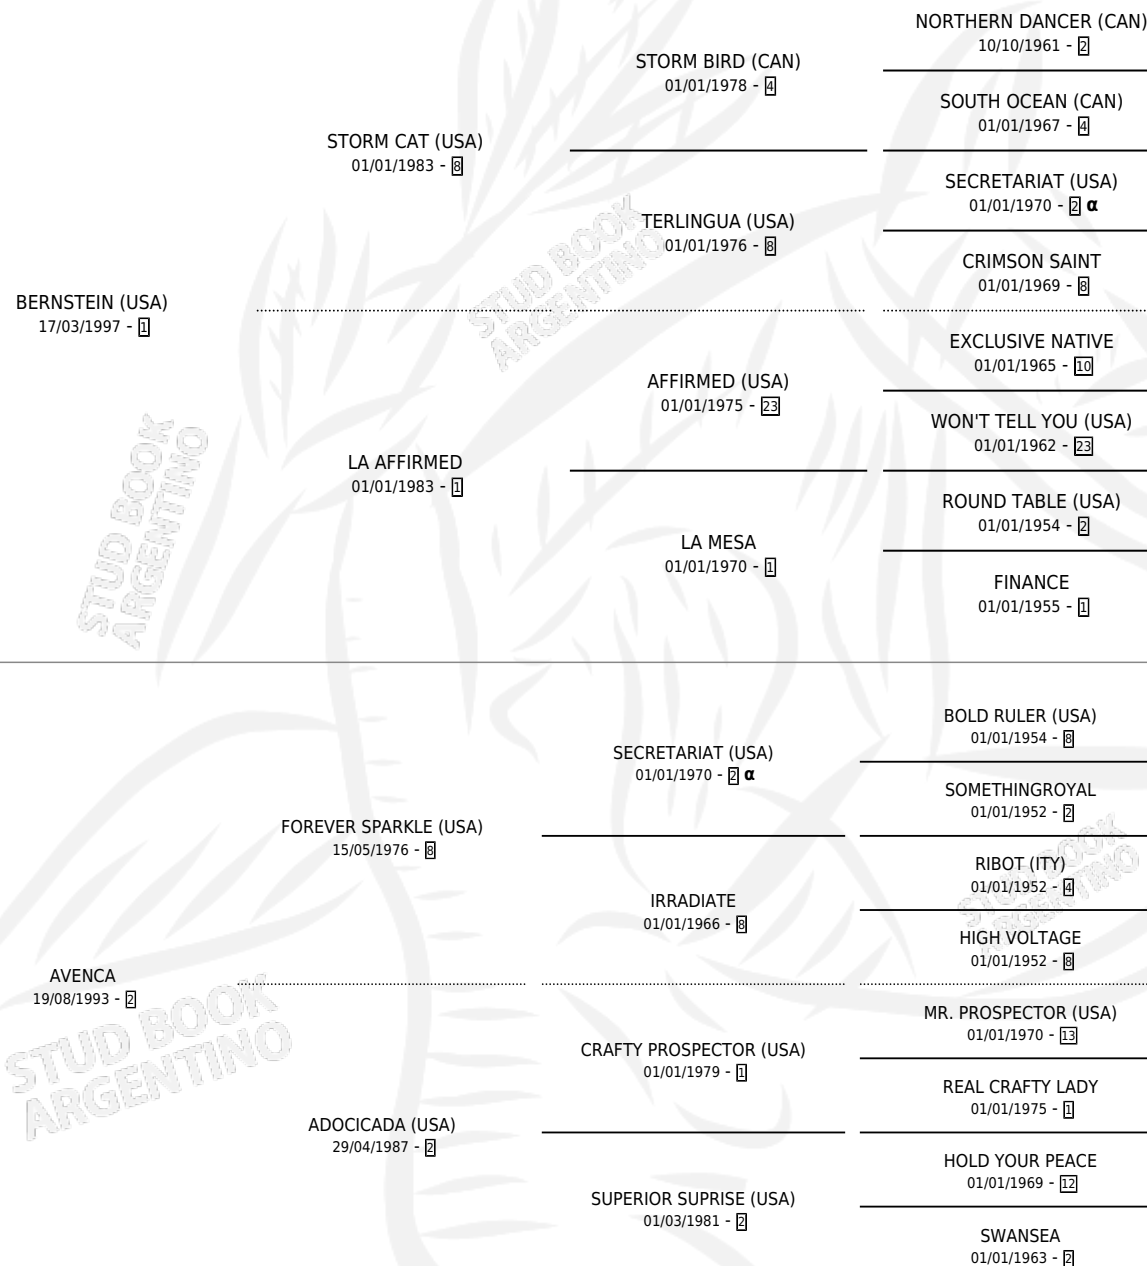 NORTHERN DANCER (CAN)
10/10/1961 - 2
STORM BIRD (CAN)
01/01/1978 - 4
SOUTH OCEAN (CAN)
01/01/1967 - 4
STORM CAT (USA)
01/01/1983 - 8
SECRETARIAT (USA)
01/01/1970 - 2 α
TERLINGUA (USA)
01/01/1976 - 8
CRIMSON SAINT
01/01/1969 - 8
BERNSTEIN (USA)
17/03/1997 - 1
EXCLUSIVE NATIVE
01/01/1965 - 10
AFFIRMED (USA)
01/01/1975 - 23
WON'T TELL YOU (USA)
01/01/1962 - 23
LA AFFIRMED
01/01/1983 - 1
ROUND TABLE (USA)
01/01/1954 - 2
LA MESA
01/01/1970 - 1
FINANCE
01/01/1955 - 1
BOLD RULER (USA)
01/01/1954 - 8
SECRETARIAT (USA)
01/01/1970 - 2 α
SOMETHINGROYAL
01/01/1952 - 2
FOREVER SPARKLE (USA)
15/05/1976 - 8
RIBOT (ITY)
01/01/1952 - 4
IRRADIATE
01/01/1966 - 8
HIGH VOLTAGE
01/01/1952 - 8
AVENCA
19/08/1993 - 2
MR. PROSPECTOR (USA)
01/01/1970 - 13
CRAFTY PROSPECTOR (USA)
01/01/1979 - 1
REAL CRAFTY LADY
01/01/1975 - 1
ADOCICADA (USA)
29/04/1987 - 2
HOLD YOUR PEACE
01/01/1969 - 12
SUPERIOR SUPRISE (USA)
01/03/1981 - 2
SWANSEA
01/01/1963 - 2
STUD BOOK
ARGENTINO
STUD BOOK
ARGENTINO
STUD BOOK
ARGENTINO
STUD BOOK
ARGENTINO